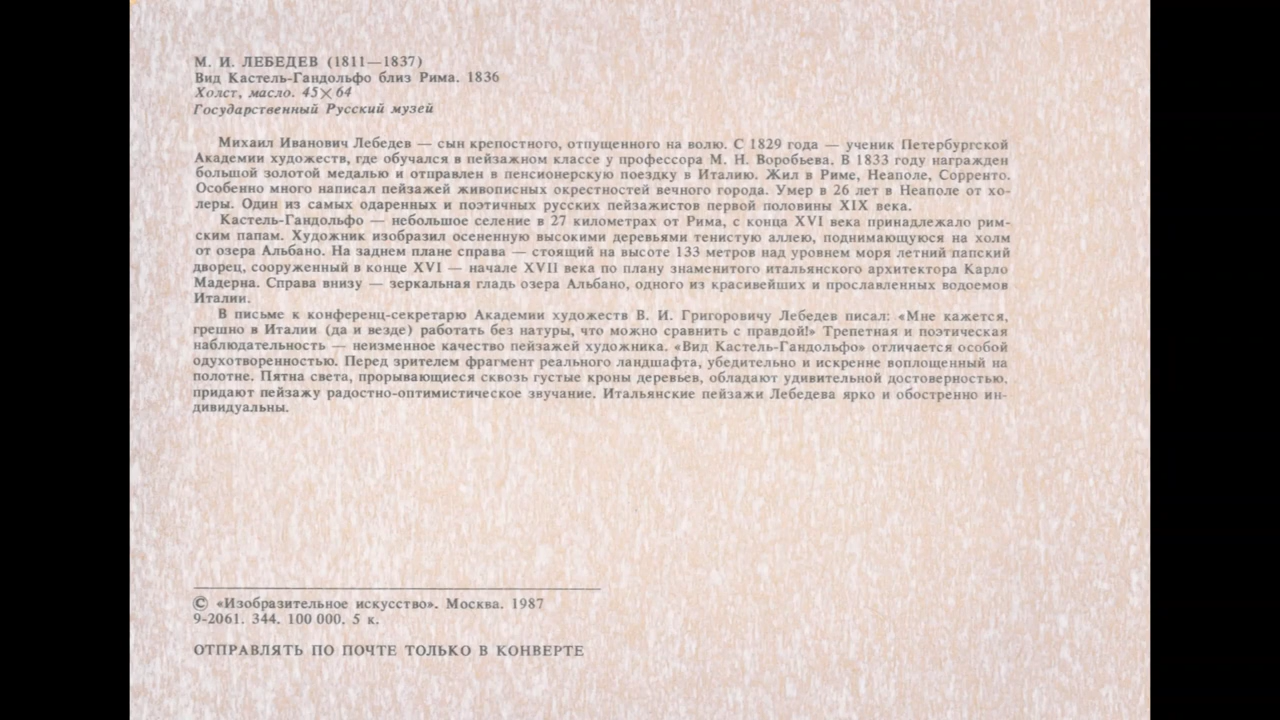 М. И. ЛЕБЕДЕВ (1811—1837)
Вид Кастель-Гандольфо близ Рима. 1836
Холст, масло. 45×64
Государственный Русский музей
Михаил Иванович Лебедев — сын крепостного, отпущенного на волю. С 1829 года — ученик Петербургской
Академии художеств, где обучался в пейзажном классе у профессора М. Н. Воробьева. В 1833 году награжден
большой золотой медалью и отправлен в пенсионерскую поездку в Италию. Жил в Риме, Неаполе, Сорренто.
Особенно много написал пейзажей живописных окрестностей вечного города. Умер в 26 лет в Неаполе от хо-
леры. Один из самых одаренных и поэтичных русских пейзажистов первой половины XIX века.
Кастель-Гандольфо — небольшое селение в 27 километрах от Рима, с конца XVI века принадлежало рим-
ским папам. Художник изобразил осененную высокими деревьями тенистую аллею, поднимающуюся на холм
от озера Альбано. На заднем плане справа — стоящий на высоте 133 метров над уровнем моря летний папский
дворец, сооруженный в конце XVI — начале XVII века по плану знаменитого итальянского архитектора Карло
Мадерна. Справа внизу — зеркальная гладь озера Альбано, одного из красивейших и прославленных водоемов
Италии.
В письме к конференц-секретарю Академии художеств В. И. Григоровичу Лебедев писал: «Мне кажется,
грешно в Италии (да и везде) работать без натуры, что можно сравнить с правдой!» Трепетная и поэтическая
наблюдательность — неизменное качество пейзажей художника. «Вид Кастель-Гандольфо» отличается особой
одухотворенностью. Перед зрителем фрагмент реального ландшафта, убедительно и искренне воплощенный на
полотне. Пятна света, прорывающиеся сквозь густые кроны деревьев, обладают удивительной достоверностью,
придают пейзажу радостно-оптимистическое звучание. Итальянские пейзажи Лебедева ярко и обостренно ин-
дивидуальны.
© «Изобразительное искусство». Москва. 1987
9-2061. 344. 100 000. 5 к.
ОТПРАВЛЯТЬ ПО ПОЧТЕ ТОЛЬКО В КОНВЕРТЕ